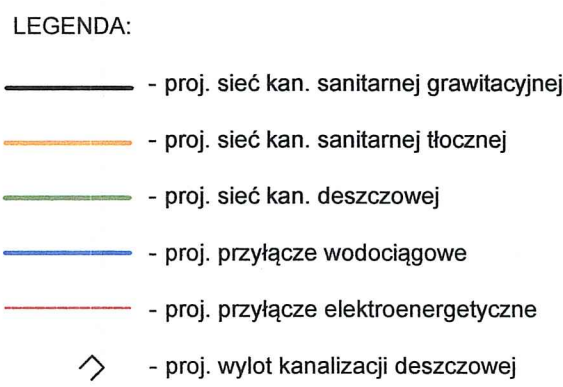 LEGENDA:
- proj. sieć kan. sanitarnej grawitacyjnej
- proj. sieć kan. sanitarnej tłocznej
- proj. sieć kan. deszczowej
- proj. przyłącze wodociągowe
- proj. przyłącze elektroenergetyczne
- proj. wylot kanalizacji deszczowej